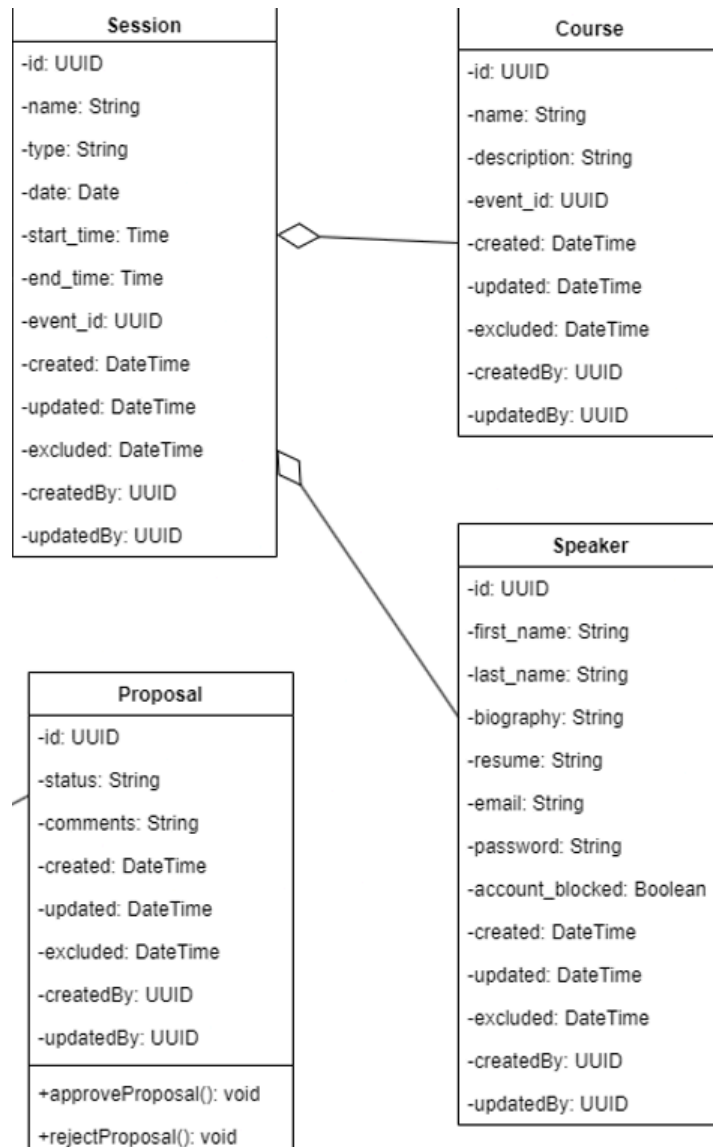 Session
-id: UUID
-name: String
-type: String
-date: Date
-start_time: Time
-end_time: Time
-event_id: UUID
-created: DateTime
-updated: DateTime
-excluded: DateTime
-createdBy: UUID
-updatedBy: UUID
Course
-id: UUID
-name: String
-description: String
-event_id: UUID
-created: DateTime
-updated: DateTime
-excluded: DateTime
-createdBy: UUID
-updatedBy: UUID
Proposal
-id: UUID
-status: String
-comments: String
-created: DateTime
-updated: DateTime
-excluded: DateTime
-createdBy: UUID
-updatedBy: UUID
+approveProposal(): void
+rejectProposal(): void
Speaker
-id: UUID
-first_name: String
-last_name: String
-biography: String
-resume: String
-email: String
-password: String
-account_blocked: Boolean
-created: DateTime
-updated: DateTime
-excluded: DateTime
-createdBy: UUID
-updatedBy: UUID